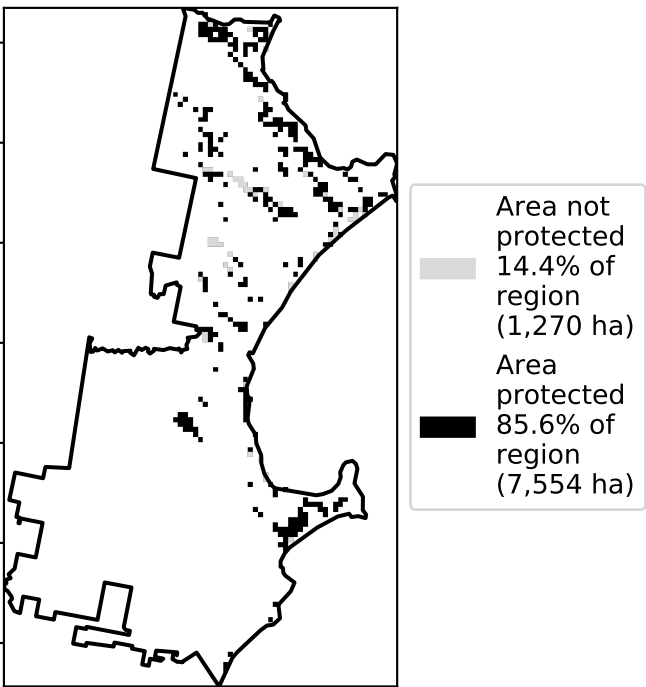 Area not
protected
14.4% of
region
(1,270 ha)
Area
protected
85.6% of
region
(7,554 ha)